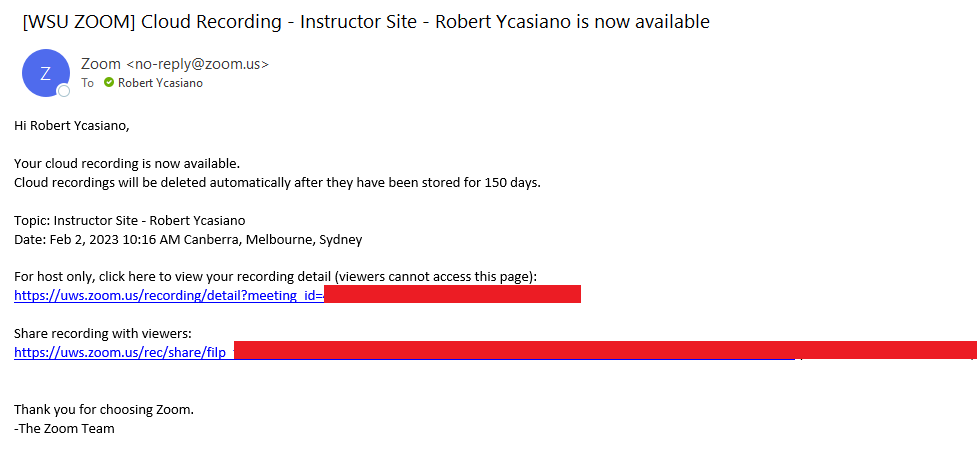 [WSU ZOOM] Cloud Recording - Instructor Site - Robert Ycasiano is now available
Z
Zoom <no-reply@zoom.us>
To Robert Ycasiano
Hi Robert Ycasiano,
Your cloud recording is now available.
Cloud recordings will be deleted automatically after they have been stored for 150 days.
Topic: Instructor Site - Robert Ycasiano
Date: Feb 2, 2023 10:16 AM Canberra, Melbourne, Sydney
For host only, click here to view your recording detail (viewers cannot access this page):
https://uws.zoom.us/recording/detail?meeting_id=
Share recording with viewers:
https://uws.zoom.us/rec/share/filp_
Thank you for choosing Zoom.
-The Zoom Team